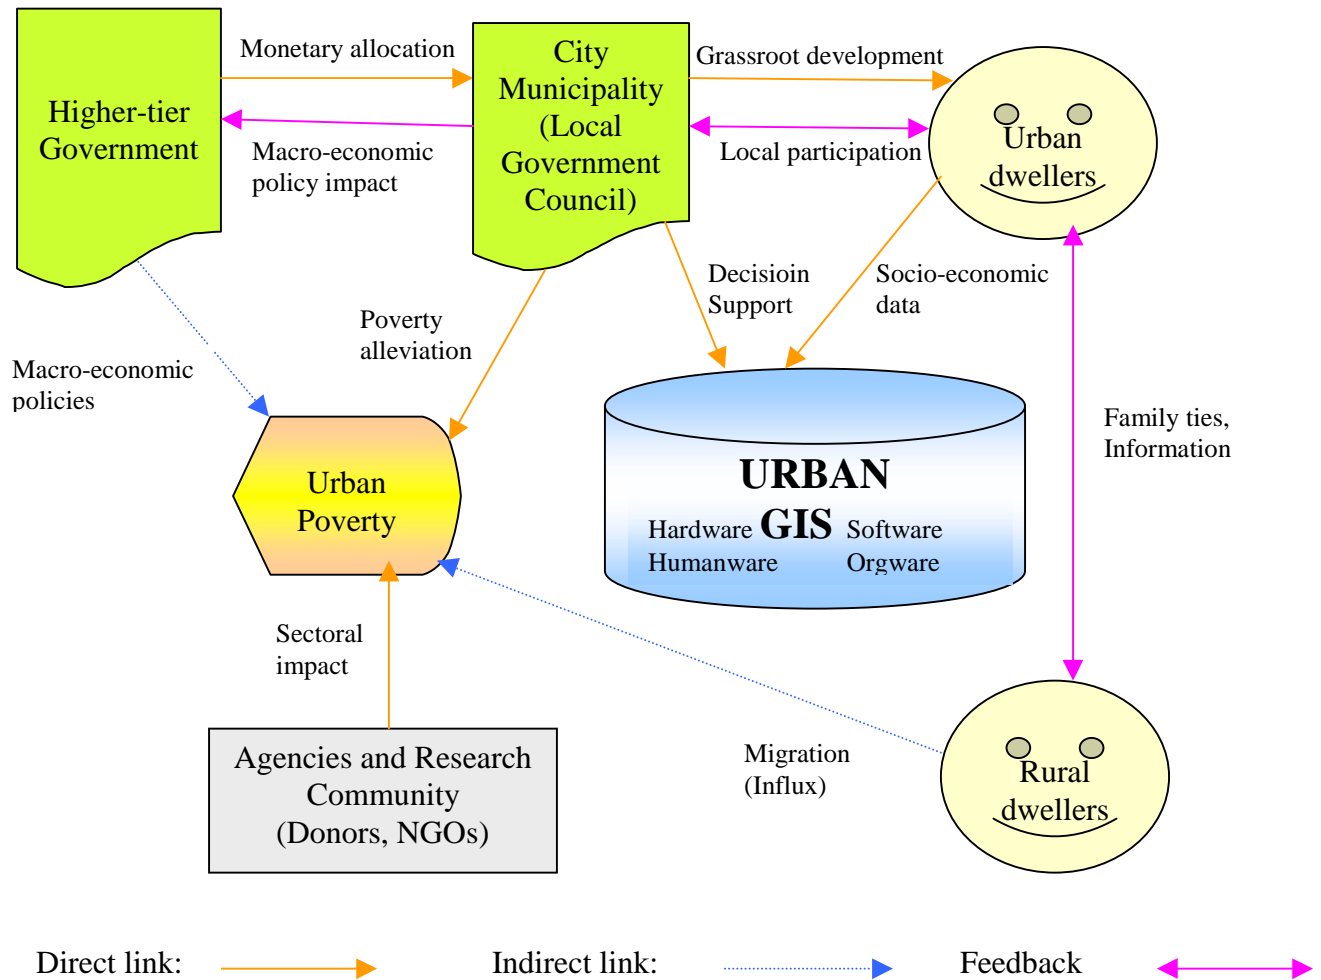 Higher-tier
Government
Monetary allocation
Macro-economic
policy impact
City
Municipality
(Local
Government
Council)
Grassroot development
Local participation
Urban
dwellers
Macro-economic
policies
Poverty
alleviation
Decisioin
Support
Socio-economic
data
Family ties,
Information
Urban
Poverty
URBAN
GIS
Hardware
Software
Humanware
Orgware
Sectoral
impact
Agencies and Research
Community
(Donors, NGOs)
Migration
(Influx)
Rural
dwellers
Direct link:
Indirect link:
Feedback